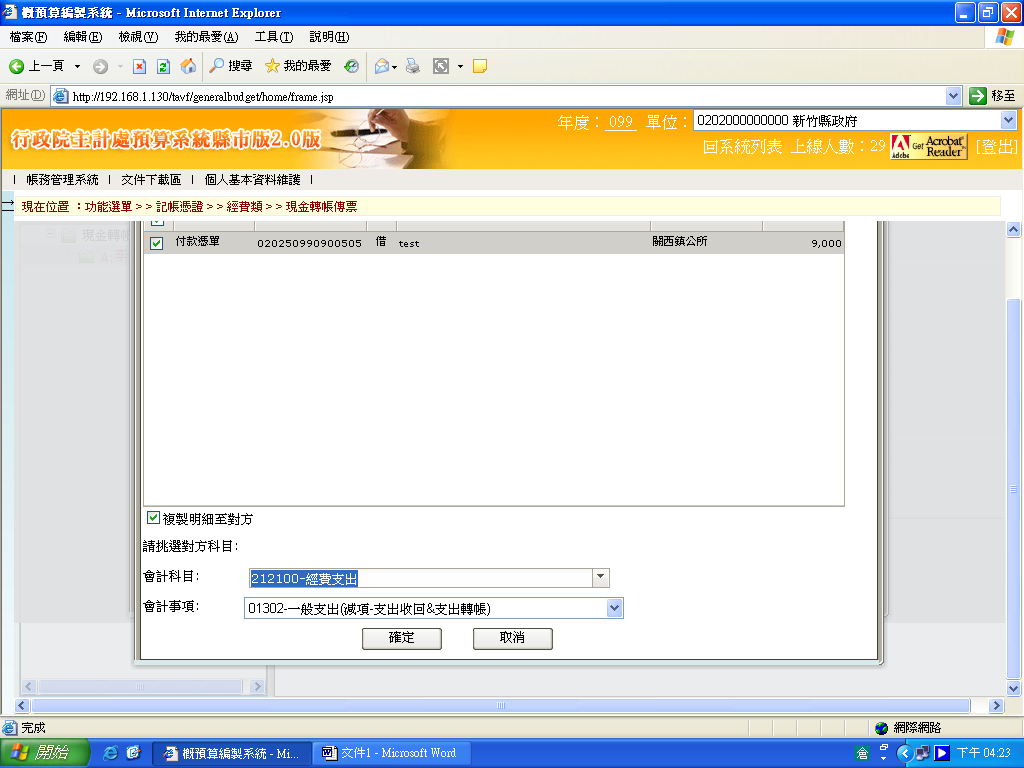 概預算編製系統 - Microsoft Internet Explorer
檔案(F) 編輯(E) 檢視(V) 我的最愛(A) 工具(T) 說明(H)
上一頁 搜尋 我的最愛
網址(D) http://192.168.1.130/tavf/generalbudget/home/frame.jsp 移至
行政院主計處預算系統縣市版2.0版
年度： 099 單位： 0202000000000 新竹縣政府
回系統列表 上線人數：29 Adobe Get Acrobat Reader [登出]
| 帳務管理系統 | 文件下載區 | 個人基本資料維護 |
現在位置 ：功能選單 >> 記帳憑證 >> 經費類 >> 現金轉帳傳票
現金轉帳
付款憑單 020250990900505 借 test 關西鎮公所 9,000
複製明細至對方
請挑選對方科目:
會計科目: 212100-經費支出
會計事項: 01302-一般支出(減項-支出收回&支出轉帳)
確定 取消
完成 網際網路
開始 概預算編製系統 - Mi... 文件1 - Microsoft Word 倉 下午 04:23